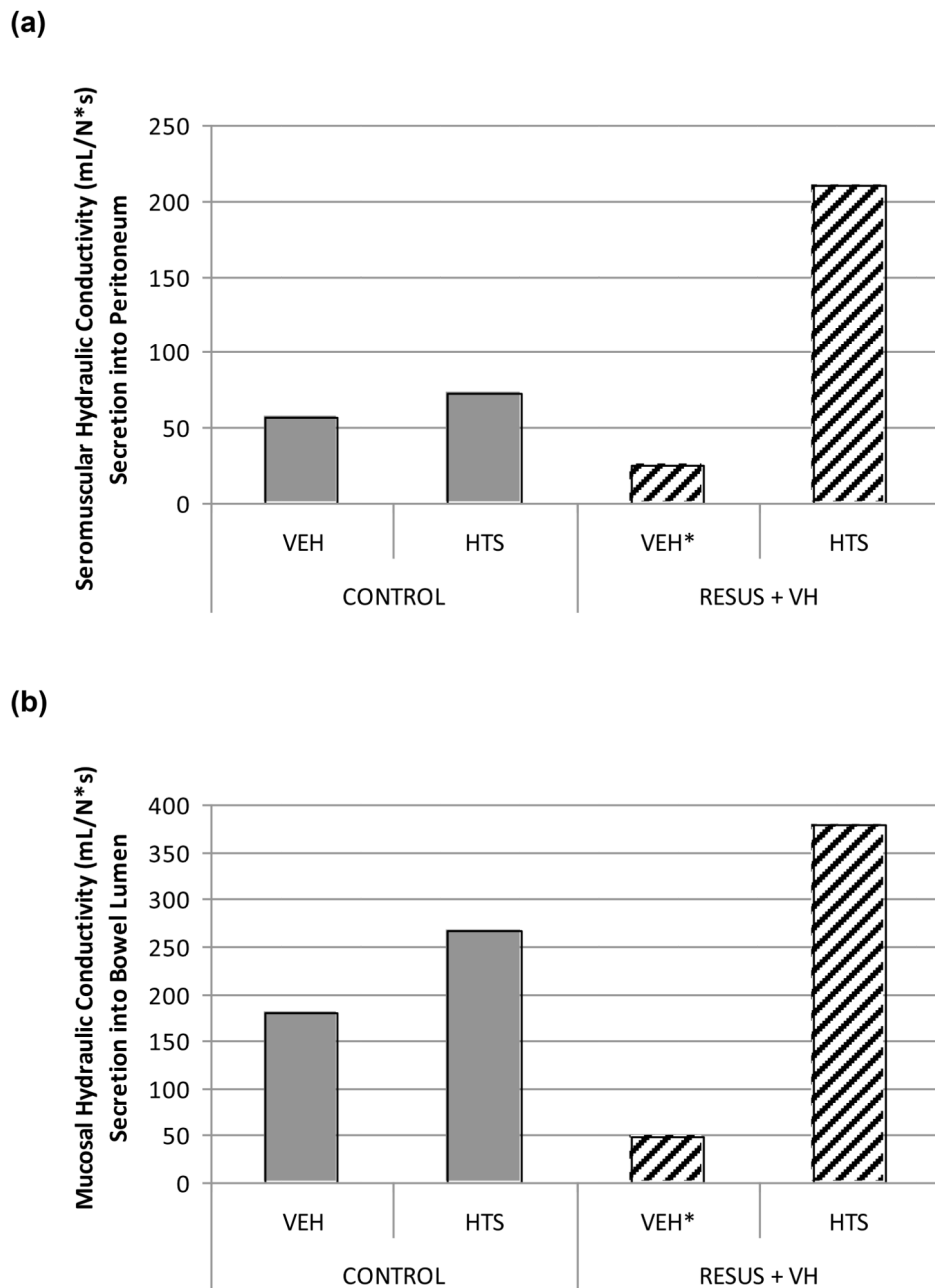 (a)
Seromuscular Hydraulic Conductivity (mL/N*s)
Secretion into Peritoneum
250
200
150
100
50
0
VEH HTS VEH* HTS
CONTROL RESUS + VH
(b)
Mucosal Hydraulic Conductivity (mL/N*s)
Secretion into Bowel Lumen
400
350
300
250
200
150
100
50
0
VEH HTS VEH* HTS
CONTROL RESUS + VH